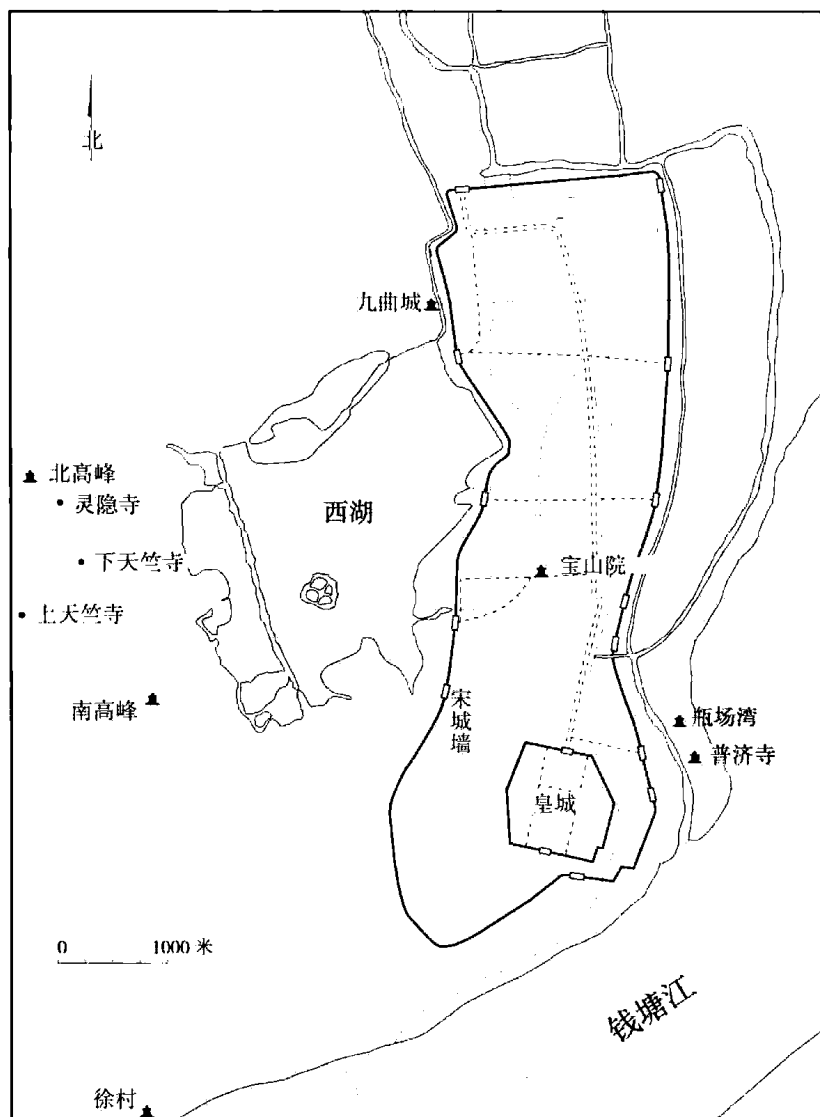 北
九曲城
北高峰
灵隐寺
西湖
下天竺寺
宝山院
上天竺寺
南高峰
宋城墙
瓶场湾
普济寺
皇城
0 1000 米
钱塘江
徐村